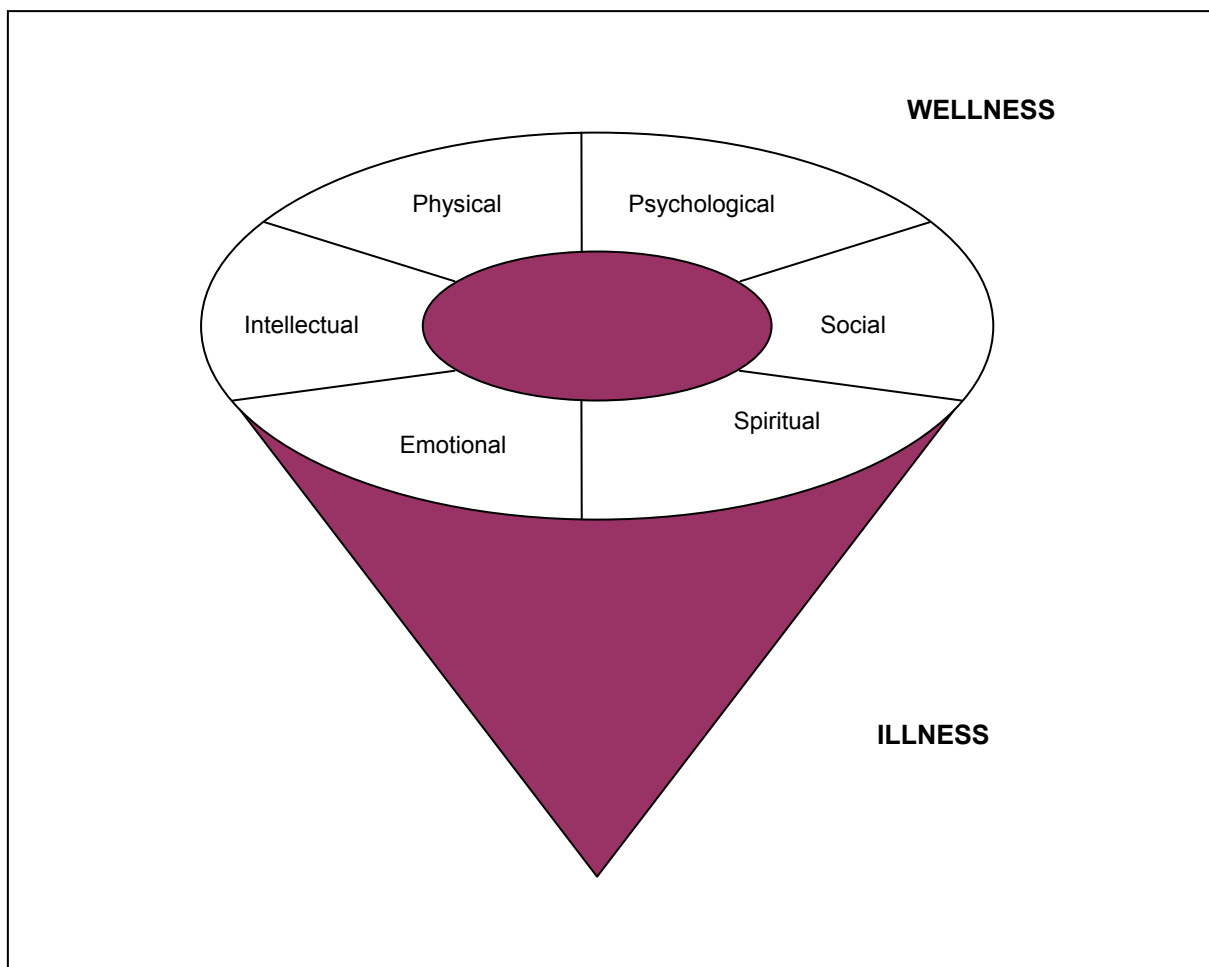 WELLNESS
Physical
Psychological
Intellectual
Social
Emotional
Spiritual
ILLNESS